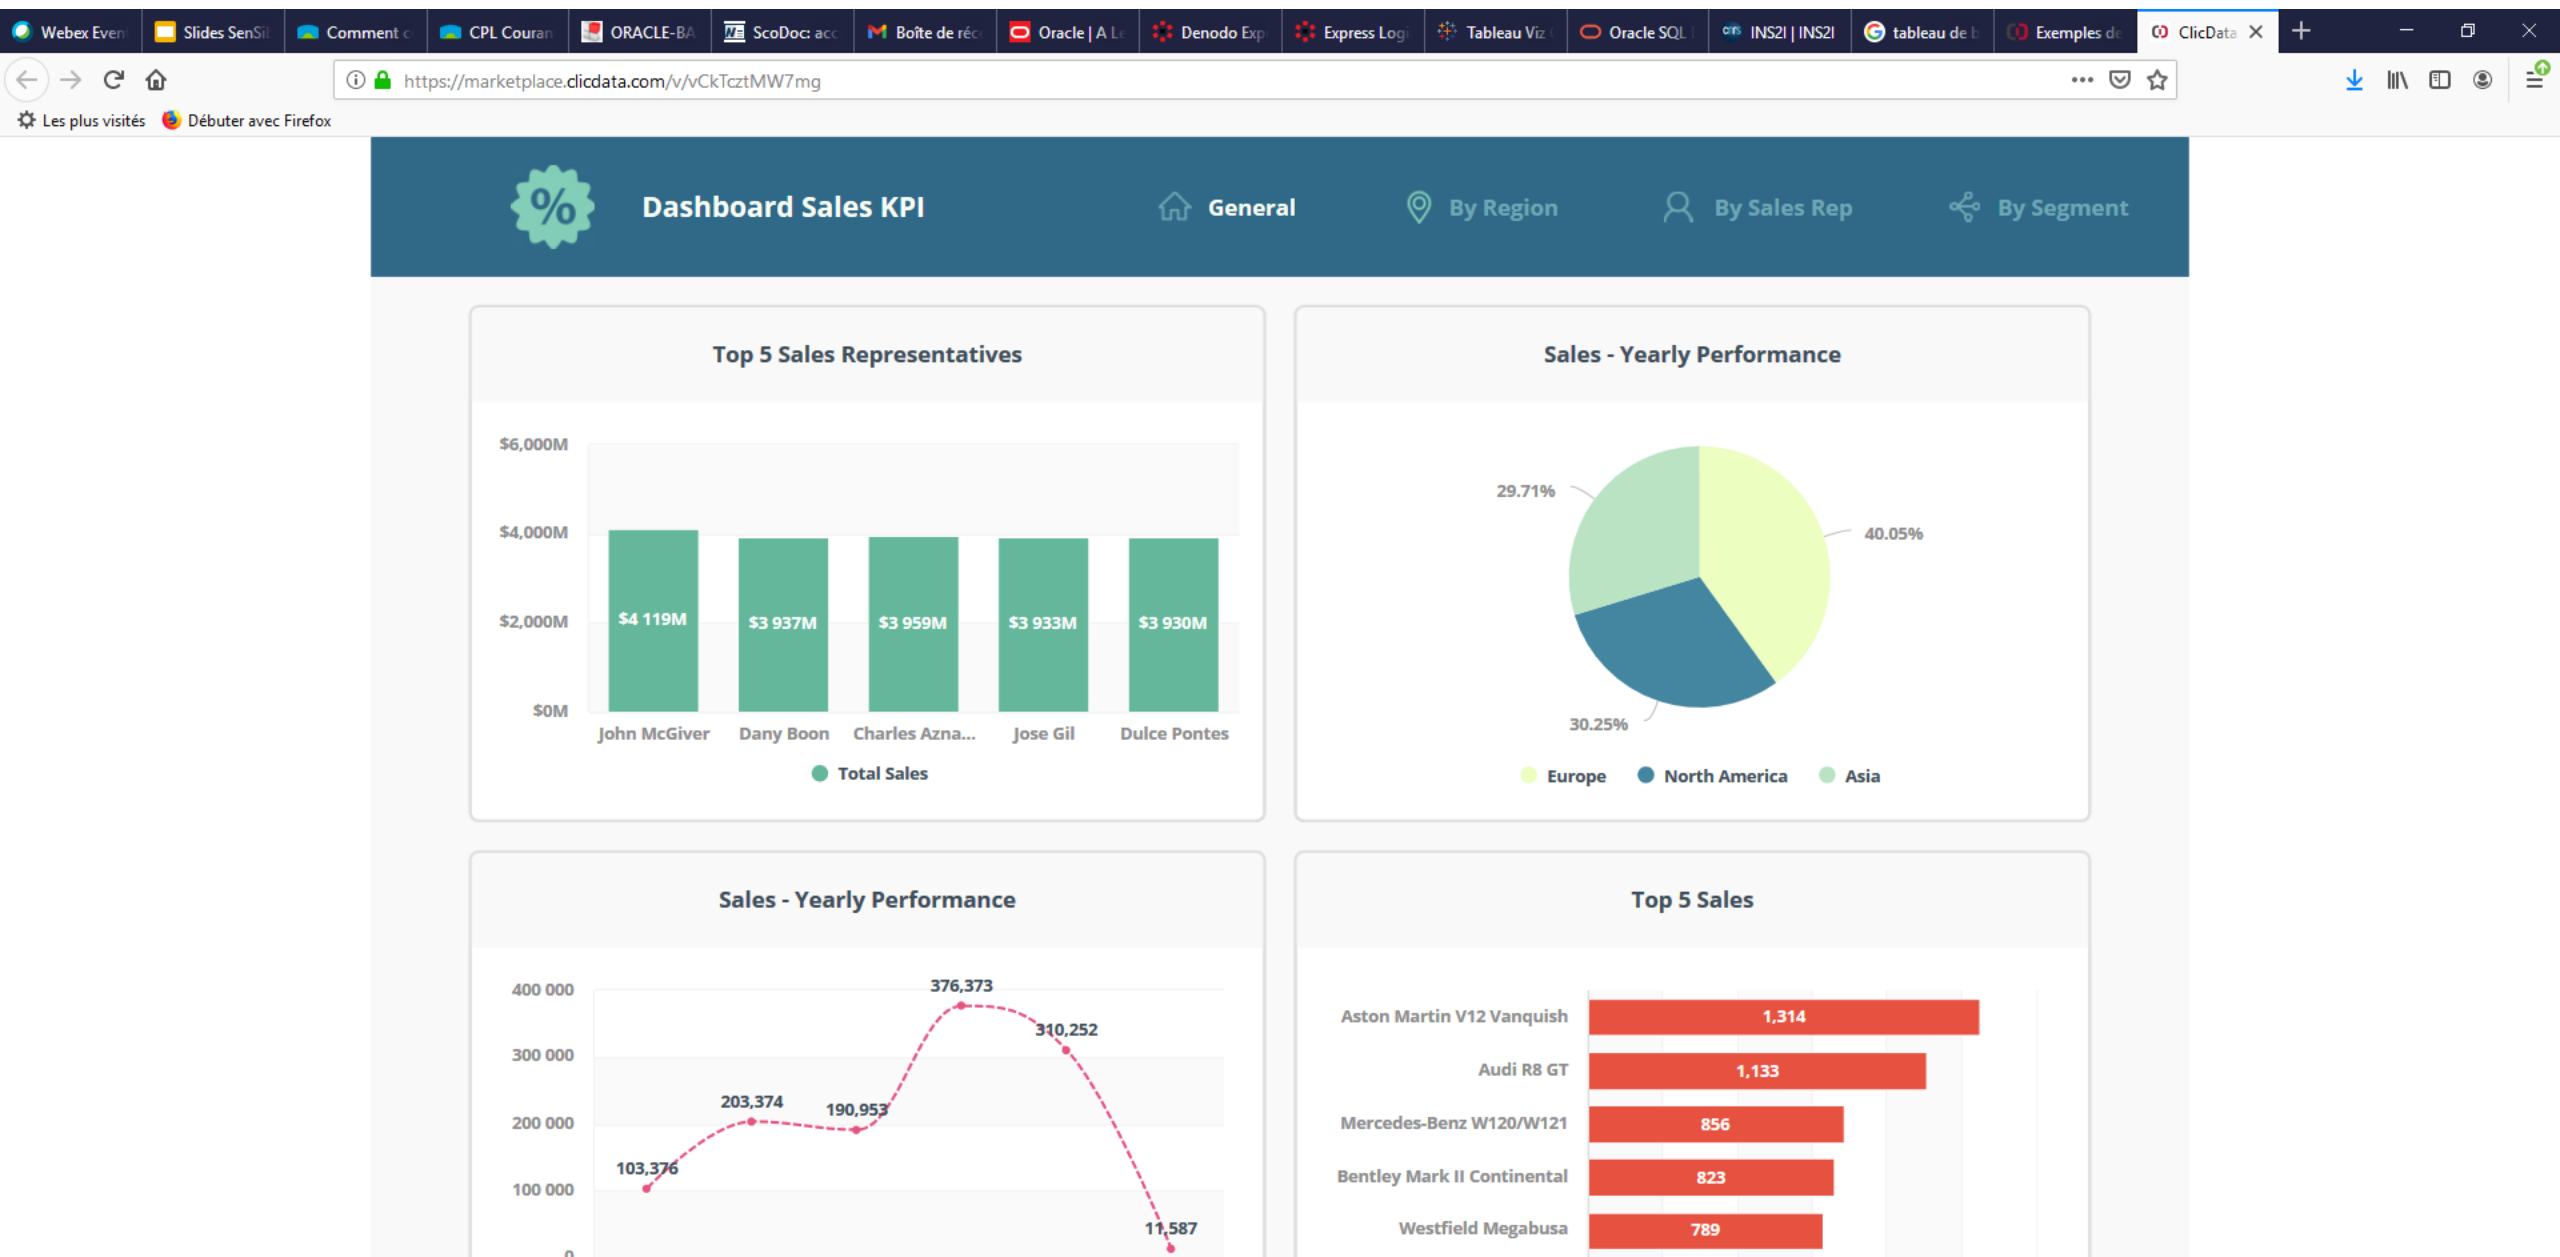 Webex Even
Slides SenSi
Comment c
CPL Couran
ORACLE-BA
ScoDoc: acc
Boîte de réc
Oracle | A Le
Denodo Exp
Express Logi
Tableau Viz
Oracle SQL
cnrs INS2I | INS2I
tableau de b
Exemples de
ClicData
https://marketplace.clicdata.com/v/vCkTcztMW7mg
Les plus visités
Débuter avec Firefox
%
Dashboard Sales KPI
General
By Region
By Sales Rep
By Segment
Top 5 Sales Representatives
$6,000M
$4,000M
$2,000M
$0M
$4 119M
$3 937M
$3 959M
$3 933M
$3 930M
John McGiver
Dany Boon
Charles Azna...
Jose Gil
Dulce Pontes
Total Sales
Sales - Yearly Performance
29.71%
40.05%
30.25%
Europe
North America
Asia
Sales - Yearly Performance
400 000
300 000
200 000
100 000
0
103,376
203,374
190,953
376,373
310,252
11,587
Top 5 Sales
Aston Martin V12 Vanquish
1,314
Audi R8 GT
1,133
Mercedes-Benz W120/W121
856
Bentley Mark II Continental
823
Westfield Megabusa
789